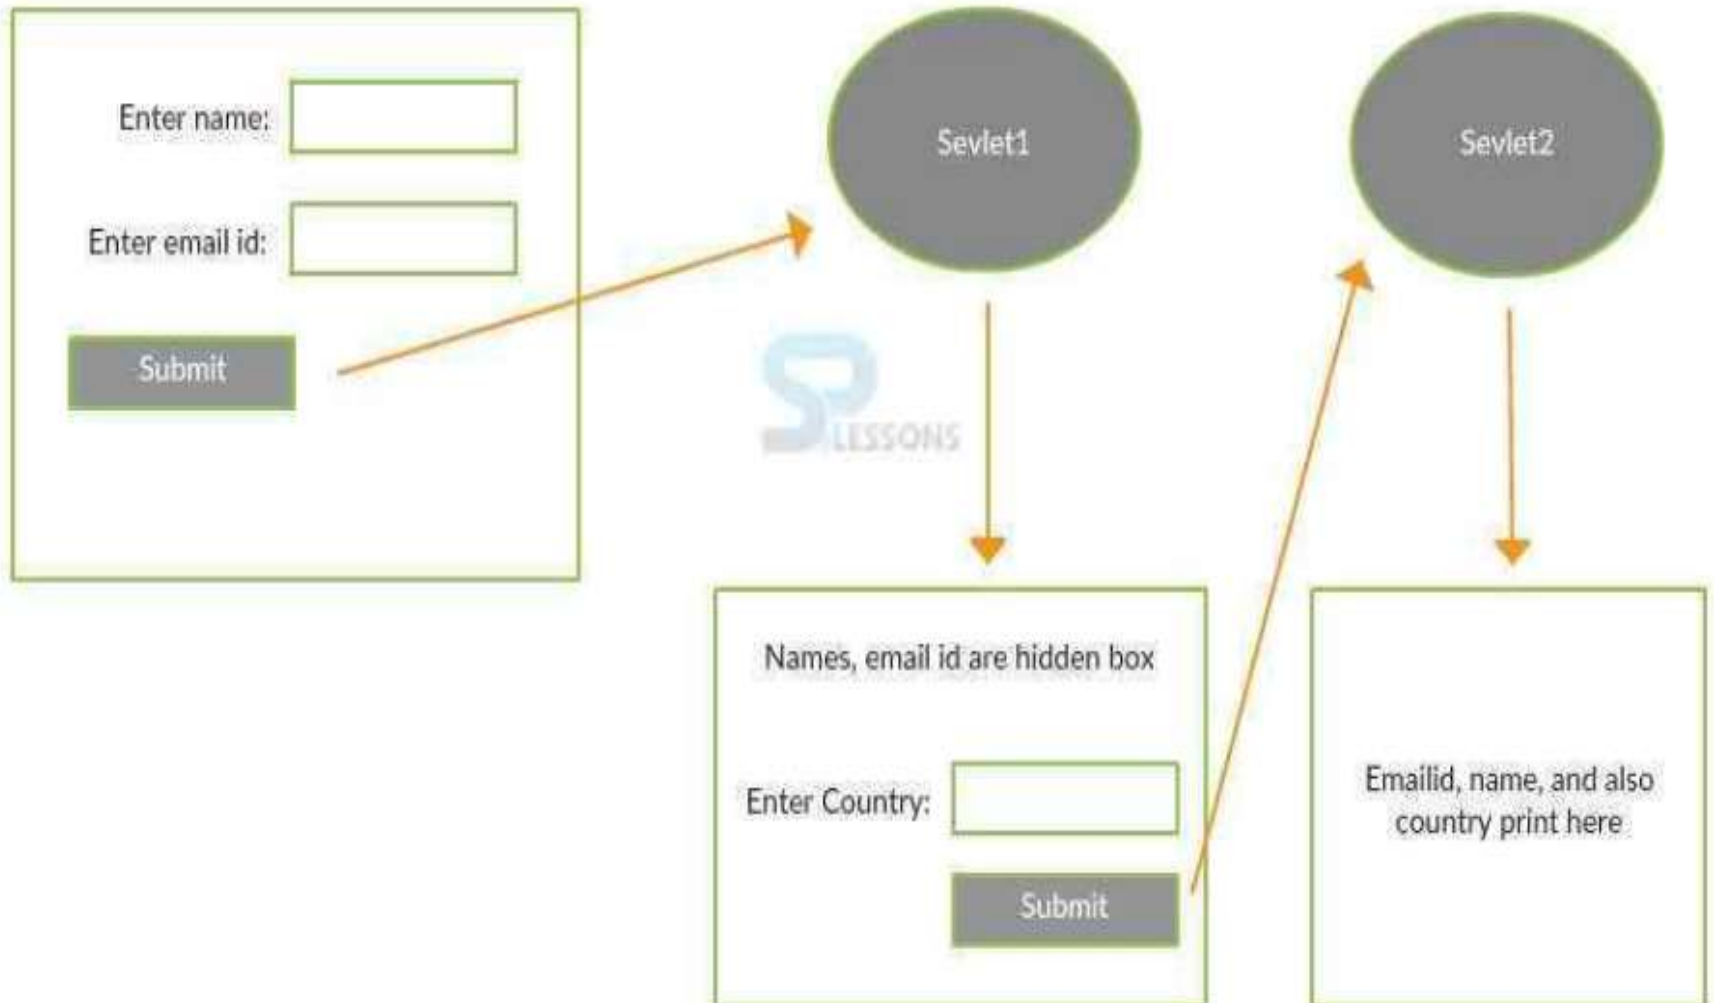 Enter name:
Enter email id:
Submit
Sevlet1
Sevlet2
SP
LESSONS
Names, email id are hidden box
Enter Country:
Submit
Emailid, name, and also
country print here